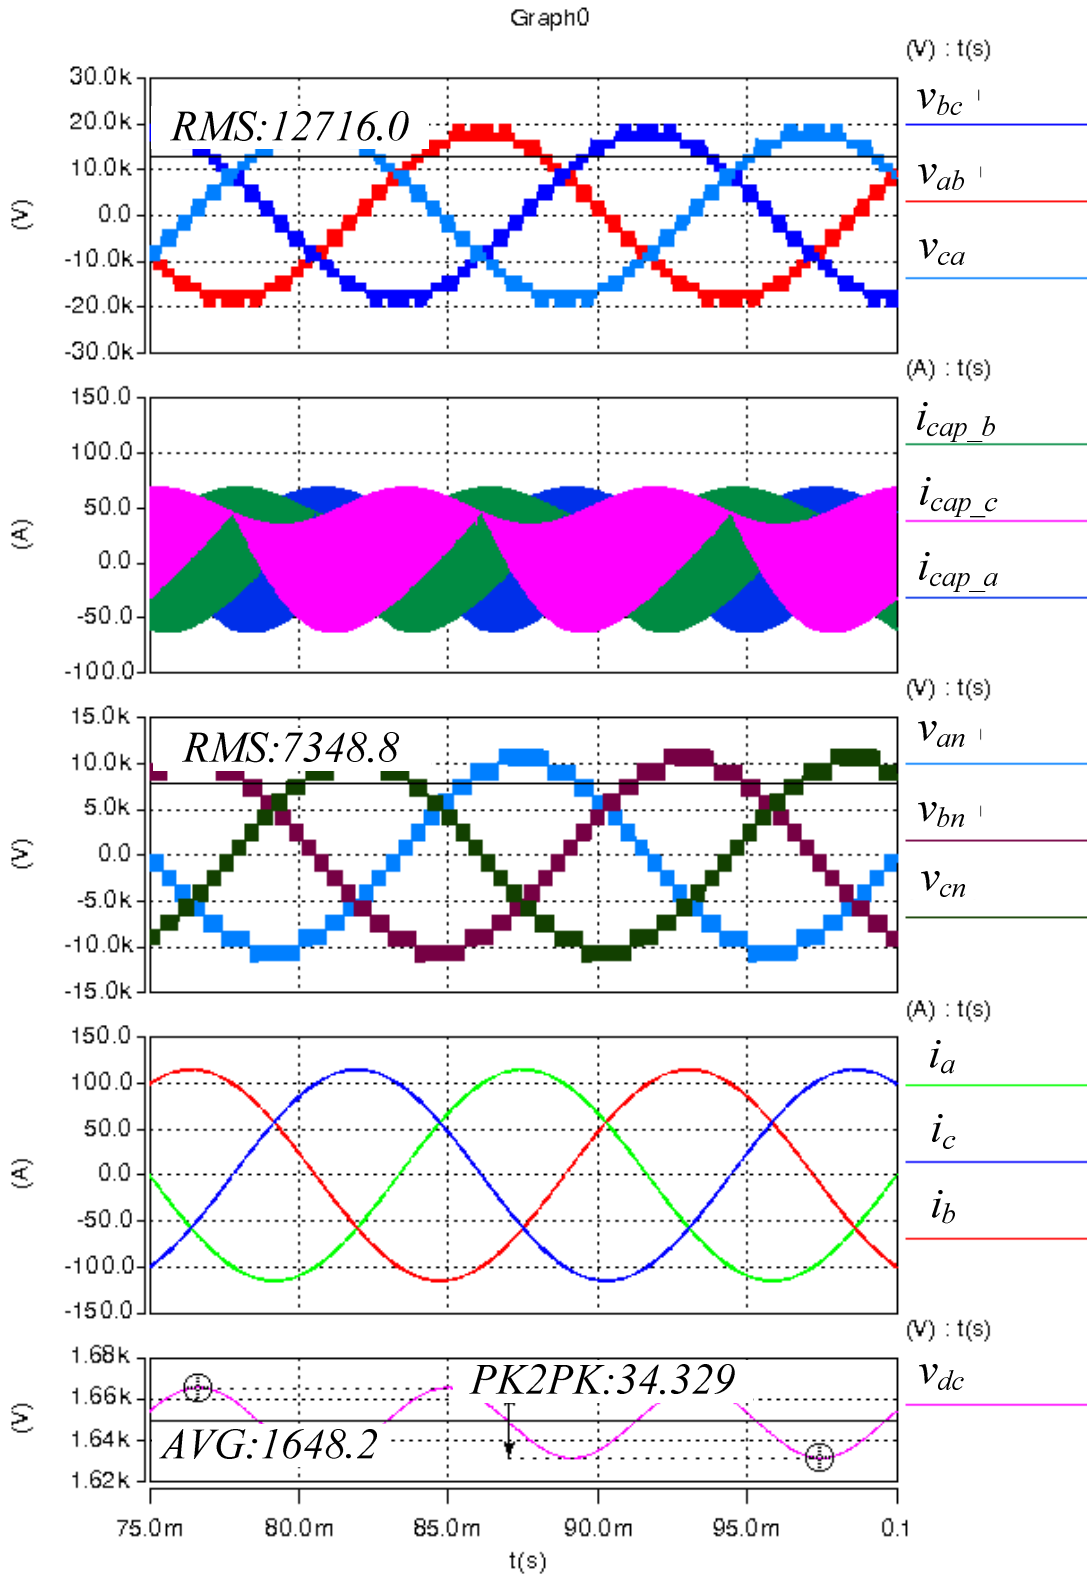 Graph0
(V) : t(s)
30.0k
20.0k
10.0k
0.0
-10.0k
-20.0k
-30.0k
(V)
RMS:12716.0
v_bc
v_ab
v_ca
(A) : t(s)
150.0
100.0
50.0
0.0
-50.0
-100.0
(A)
i_cap_b
i_cap_c
i_cap_a
(V) : t(s)
15.0k
10.0k
5.0k
0.0
-5.0k
-10.0k
-15.0k
(V)
RMS:7348.8
v_an
v_bn
v_cn
(A) : t(s)
150.0
100.0
50.0
0.0
-50.0
-100.0
-150.0
(A)
i_a
i_c
i_b
(V) : t(s)
1.68k
1.66k
1.64k
1.62k
(V)
PK2PK:34.329
AVG:1648.2
v_dc
75.0m 80.0m 85.0m 90.0m 95.0m 0.1
t(s)